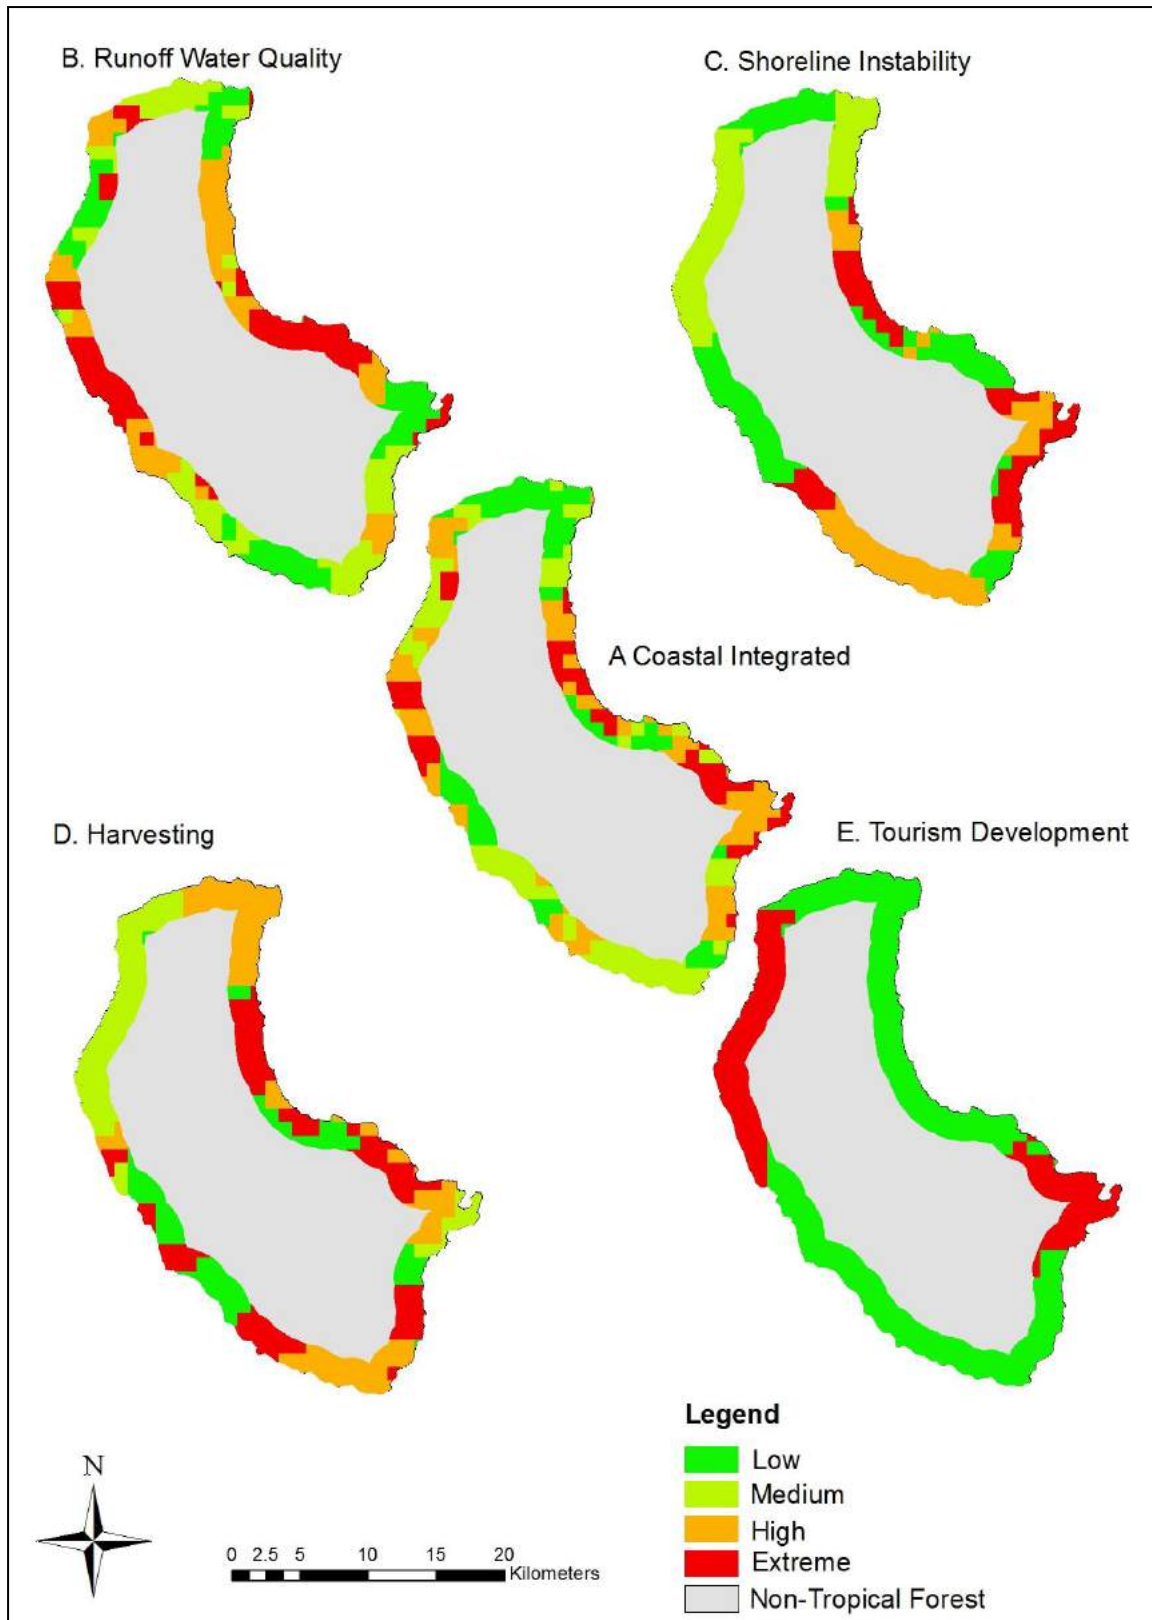 B. Runoff Water Quality
C. Shoreline Instability
A Coastal Integrated
D. Harvesting
E. Tourism Development
Legend
Low
Medium
High
Extreme
Non-Tropical Forest
N
0 2.5 5 10 15 20
Kilometers